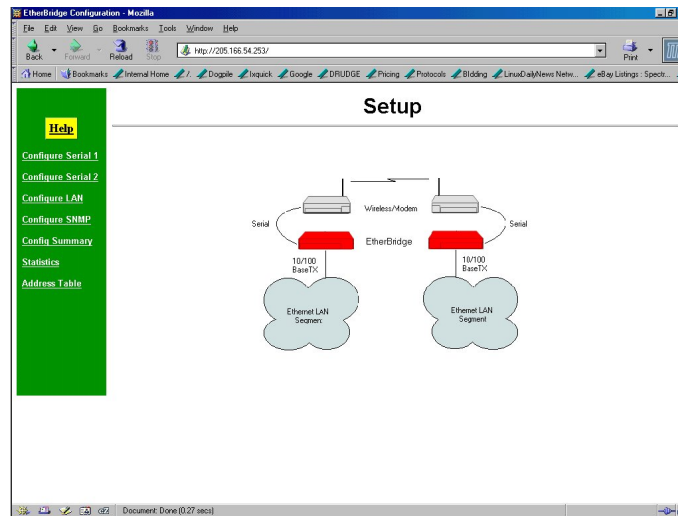 EtherBridge Configuration - Mozilla
File Edit View Go Bookmarks Tools Window Help
Back Forward Reload Stop http://205.166.54.253/ Print
Home Bookmarks Internal Home /. Dogpile Ixquick Google DRUDGE Pricing Protocols BIdding LinuxDailyNews Netw... eBay Listings : Spectr...
Setup
Help
Configure Serial 1
Configure Serial 2
Configure LAN
Configure SNMP
Config Summary
Statistics
Address Table
Wireless/Modem
Serial
Serial
EtherBridge
10/100
BaseTX
10/100
BaseTX
Ethernet LAN
Segment
Ethernet LAN
Segment
Document: Done (0.27 secs)